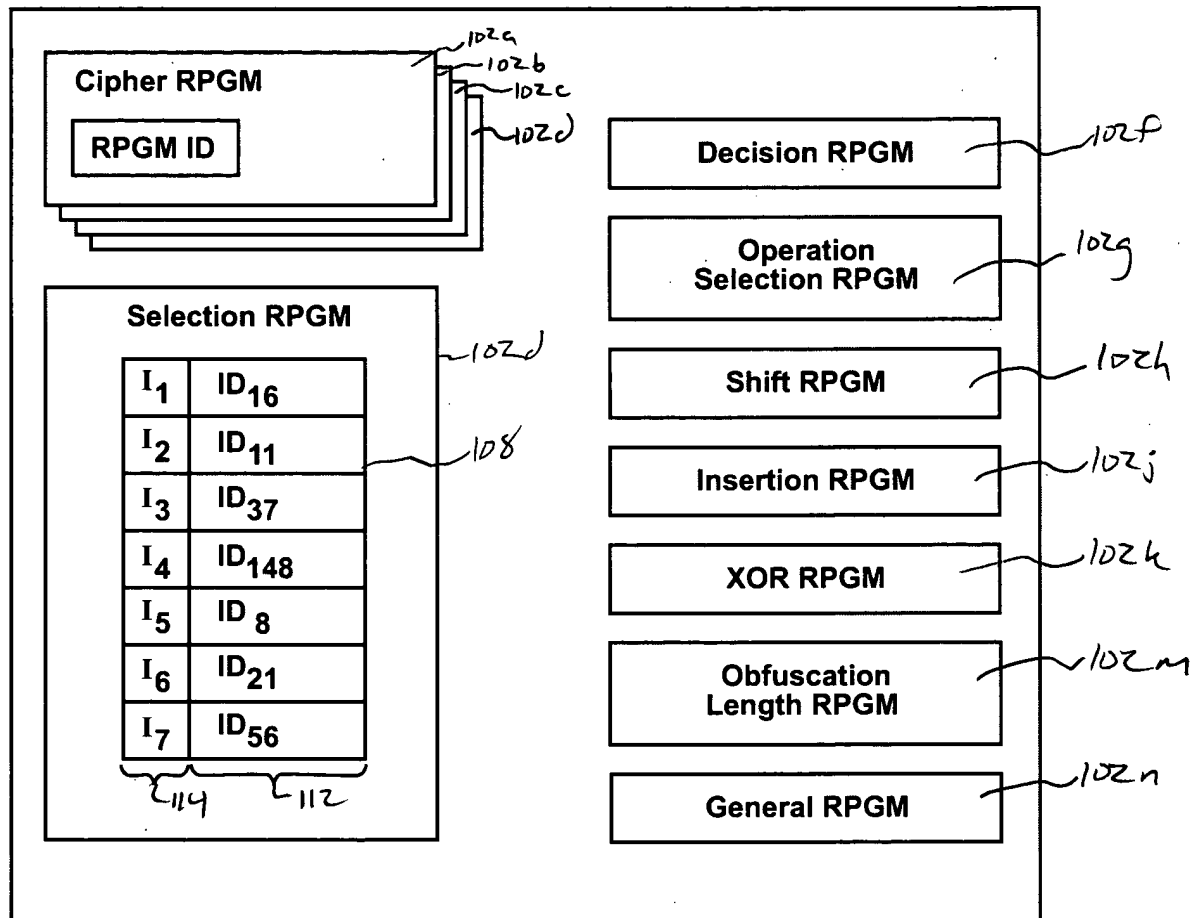 102a
102b
102c
102d
Cipher RPGM
RPGM ID
Selection RPGM
102d
I1 ID16
I2 ID11
I3 ID37
I4 ID148
I5 ID 8
I6 ID21
I7 ID56
108
114 112
Decision RPGM
102f
Operation
Selection RPGM
102g
Shift RPGM
102h
Insertion RPGM
102j
XOR RPGM
102k
Obfuscation
Length RPGM
102m
General RPGM
102n